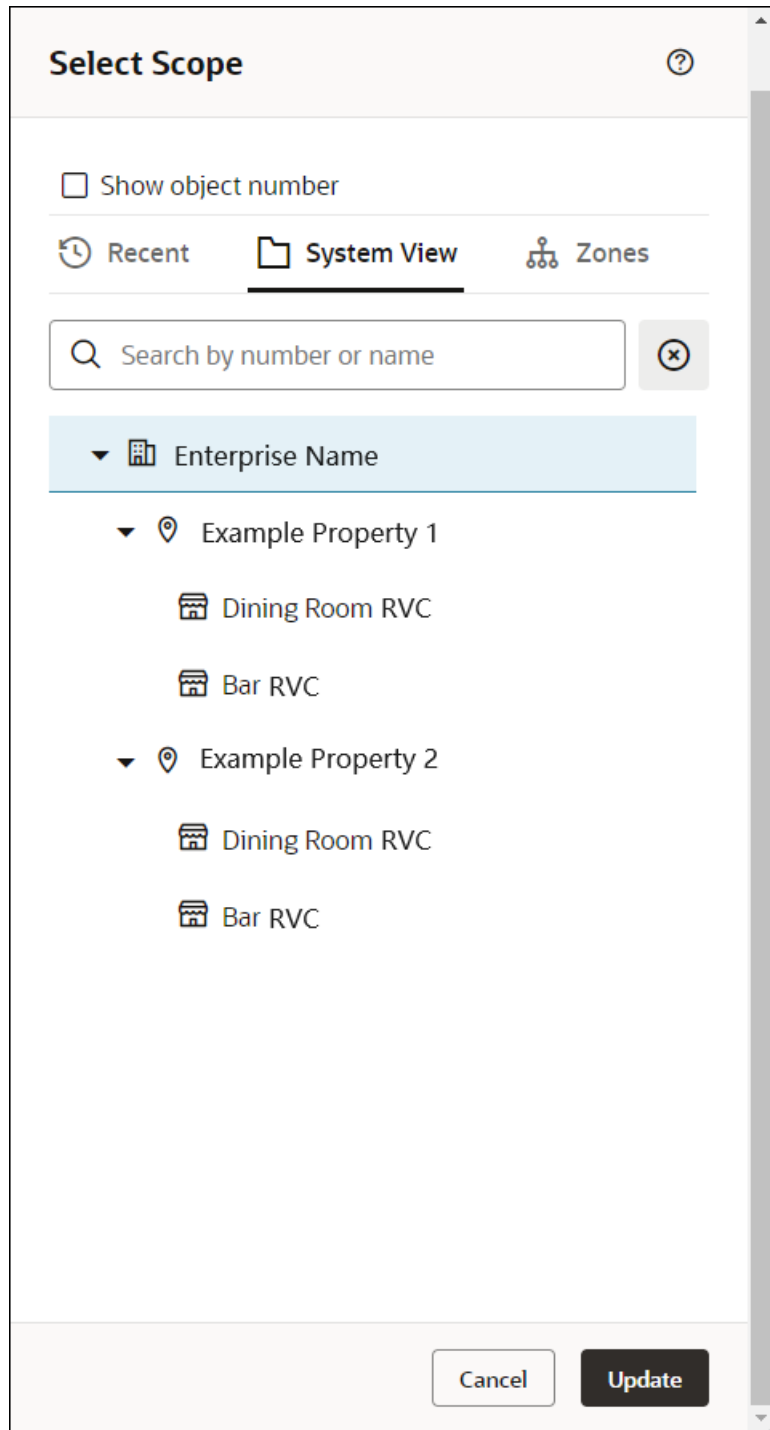 Select Scope
Show object number
Recent System View Zones
Search by number or name
Enterprise Name
Example Property 1
Dining Room RVC
Bar RVC
Example Property 2
Dining Room RVC
Bar RVC
Cancel Update